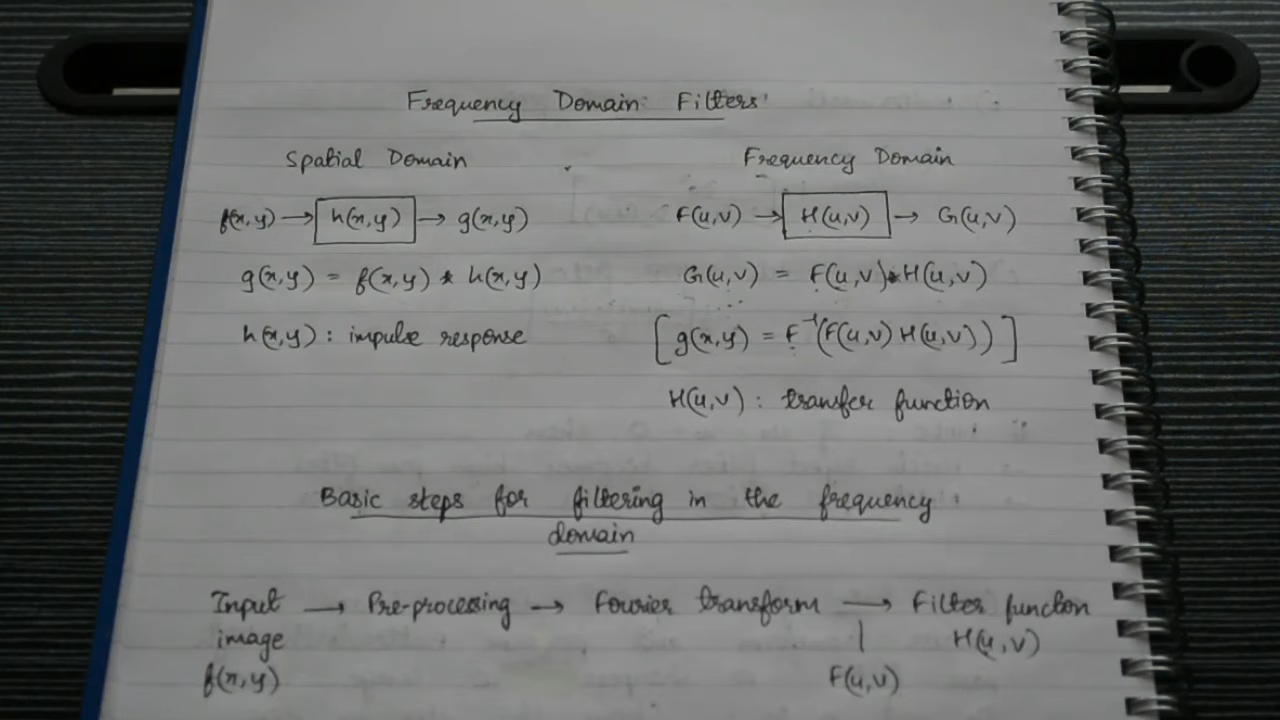 Frequency Domain Filters
Spatial Domain
f(x,y) → h(x,y) → g(x,y)
g(x,y) = f(x,y) * h(x,y)
h(x,y) : impulse response
Frequency Domain
F(u,v) → H(u,v) → G(u,v)
G(u,v) = F(u,v)*H(u,v)
[g(x,y) = F⁻¹(F(u,v) H(u,v))]
H(u,v) : transfer function
Basic steps for filtering in the frequency
domain
Input → Pre-processing → Fourier transform → Filter function
image | H(u,v)
f(x,y) F(u,v)